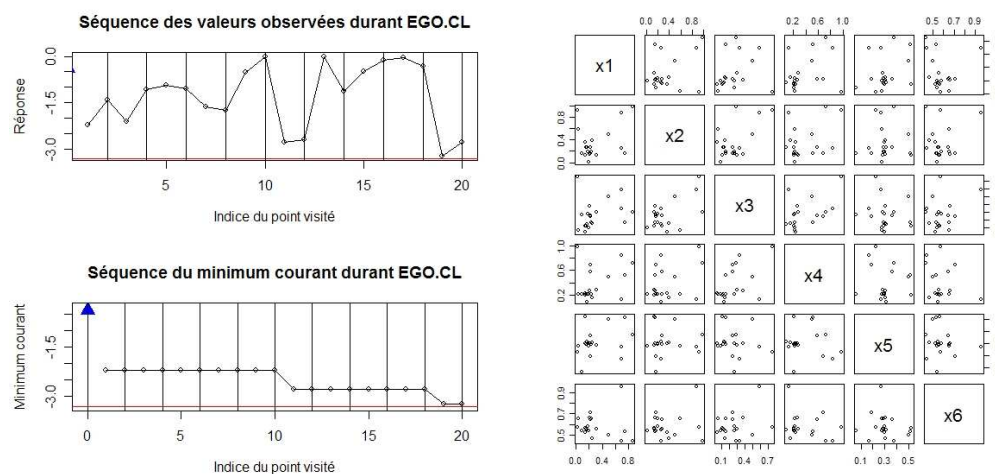 Séquence des valeurs observées durant EGO.CL
Réponse
0.0
-1.5
-3.0
5 10 15 20
Indice du point visité
Séquence du minimum courant durant EGO.CL
Minimum courant
-1.5
-3.0
0 5 10 15 20
Indice du point visité
0.0 0.4 0.8
0.2 0.6 1.0
0.5 0.7 0.9
x1
0.0 0.4 0.8
x2
x3
0.2 0.6 1.0
x4
x5
0.5 0.7 0.9
x6
0.0 0.4 0.8
0.1 0.4 0.7
0.1 0.3 0.5